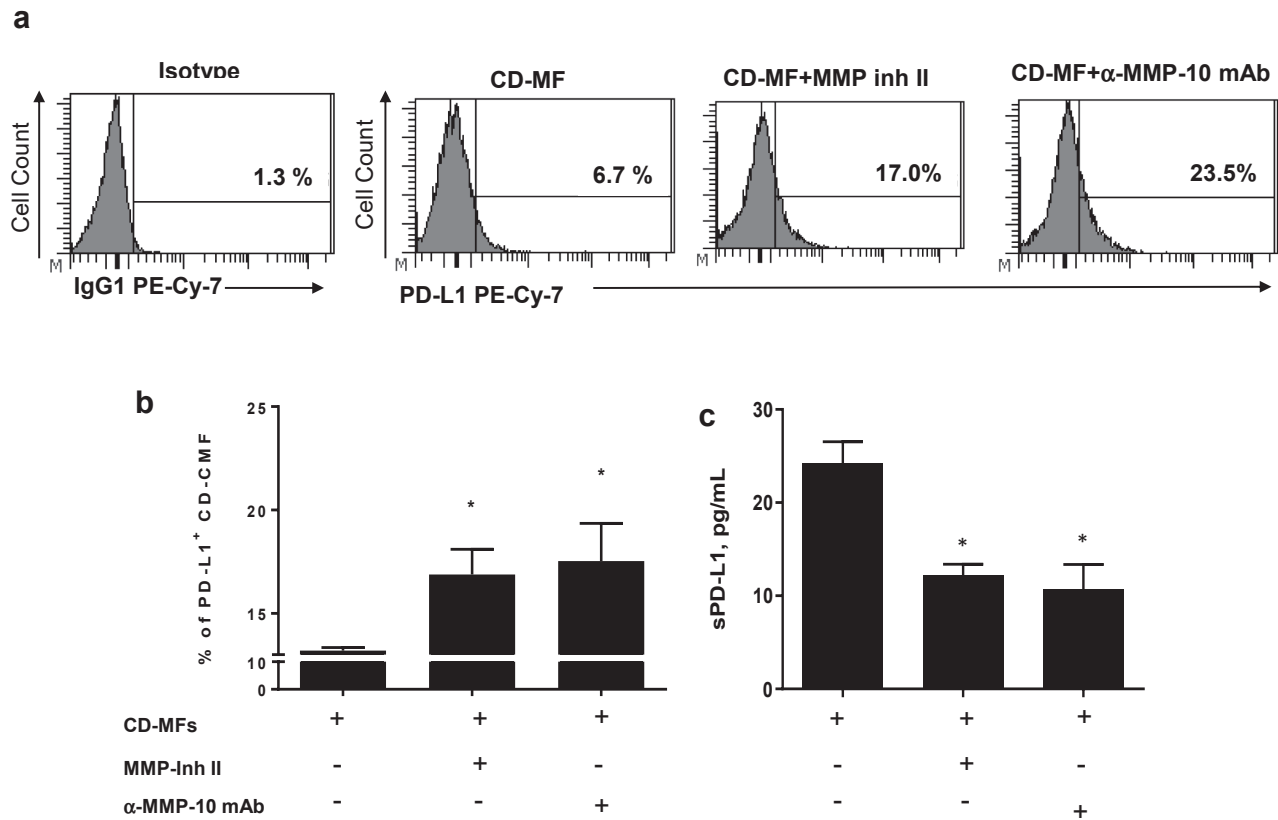 a
Isotype
CD-MF
CD-MF+MMP inh II
CD-MF+α-MMP-10 mAb
Cell Count
1.3 %
Cell Count
6.7 %
17.0%
23.5%
M
M
M
M
IgG1 PE-Cy-7
PD-L1 PE-Cy-7
b
% of PD-L1+ CD-CMF
25
20
15
10
0
*
*
c
sPD-L1, pg/mL
30
20
10
0
*
*
CD-MFs + + + + + +
MMP-Inh II - + - - + -
α-MMP-10 mAb - - + - - +